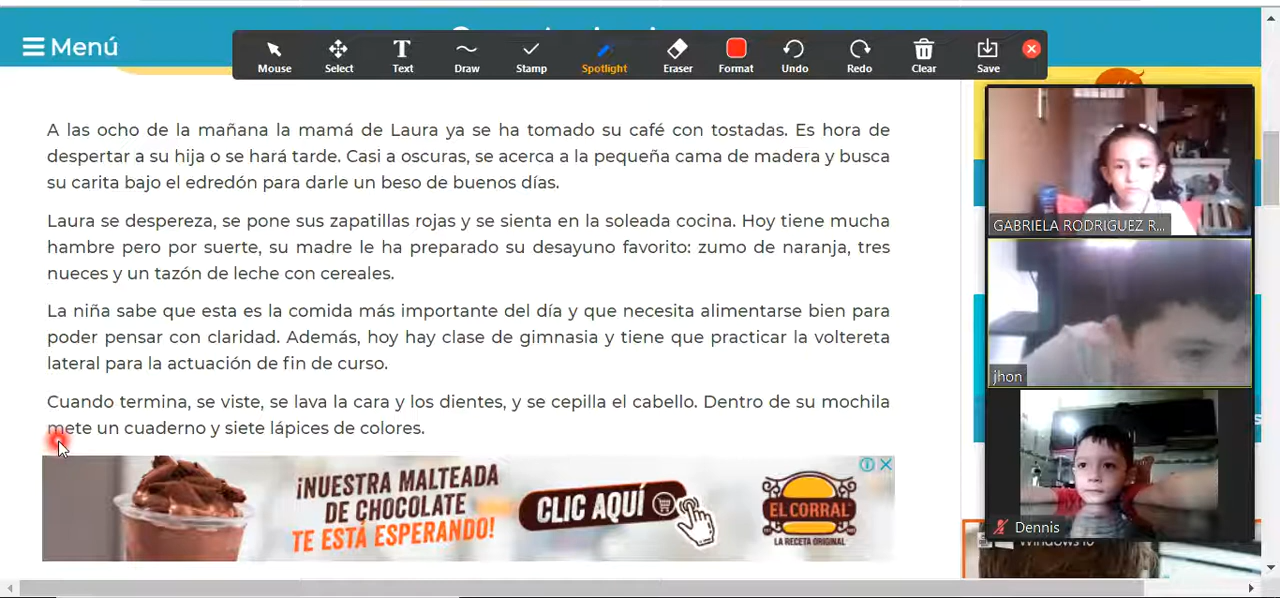 Menú
Mouse
Select
Text
Draw
Stamp
Spotlight
Eraser
Format
Undo
Redo
Clear
Save
A las ocho de la mañana la mamá de Laura ya se ha tomado su café con tostadas. Es hora de
despertar a su hija o se hará tarde. Casi a oscuras, se acerca a la pequeña cama de madera y busca
su carita bajo el edredón para darle un beso de buenos días.
Laura se despereza, se pone sus zapatillas rojas y se sienta en la soleada cocina. Hoy tiene mucha
hambre pero por suerte, su madre le ha preparado su desayuno favorito: zumo de naranja, tres
nueces y un tazón de leche con cereales.
La niña sabe que esta es la comida más importante del día y que necesita alimentarse bien para
poder pensar con claridad. Además, hoy hay clase de gimnasia y tiene que practicar la voltereta
lateral para la actuación de fin de curso.
Cuando termina, se viste, se lava la cara y los dientes, y se cepilla el cabello. Dentro de su mochila
mete un cuaderno y siete lápices de colores.
¡NUESTRA MALTEADA
DE CHOCOLATE
TE ESTÁ ESPERANDO!
CLIC AQUÍ
EL CORRAL
LA RECETA ORIGINAL
GABRIELA RODRIGUEZ R...
jhon
Dennis
Windows 10